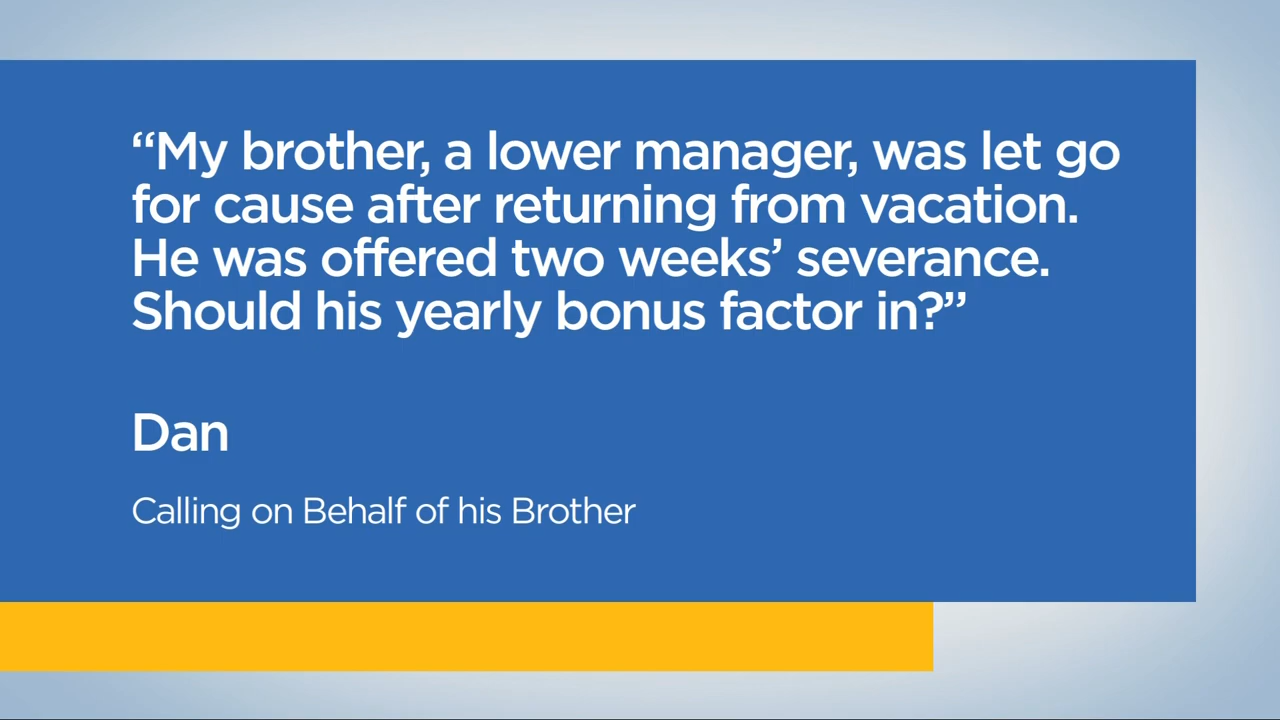 “My brother, a lower manager, was let go
for cause after returning from vacation.
He was offered two weeks’ severance.
Should his yearly bonus factor in?”
Dan
Calling on Behalf of his Brother